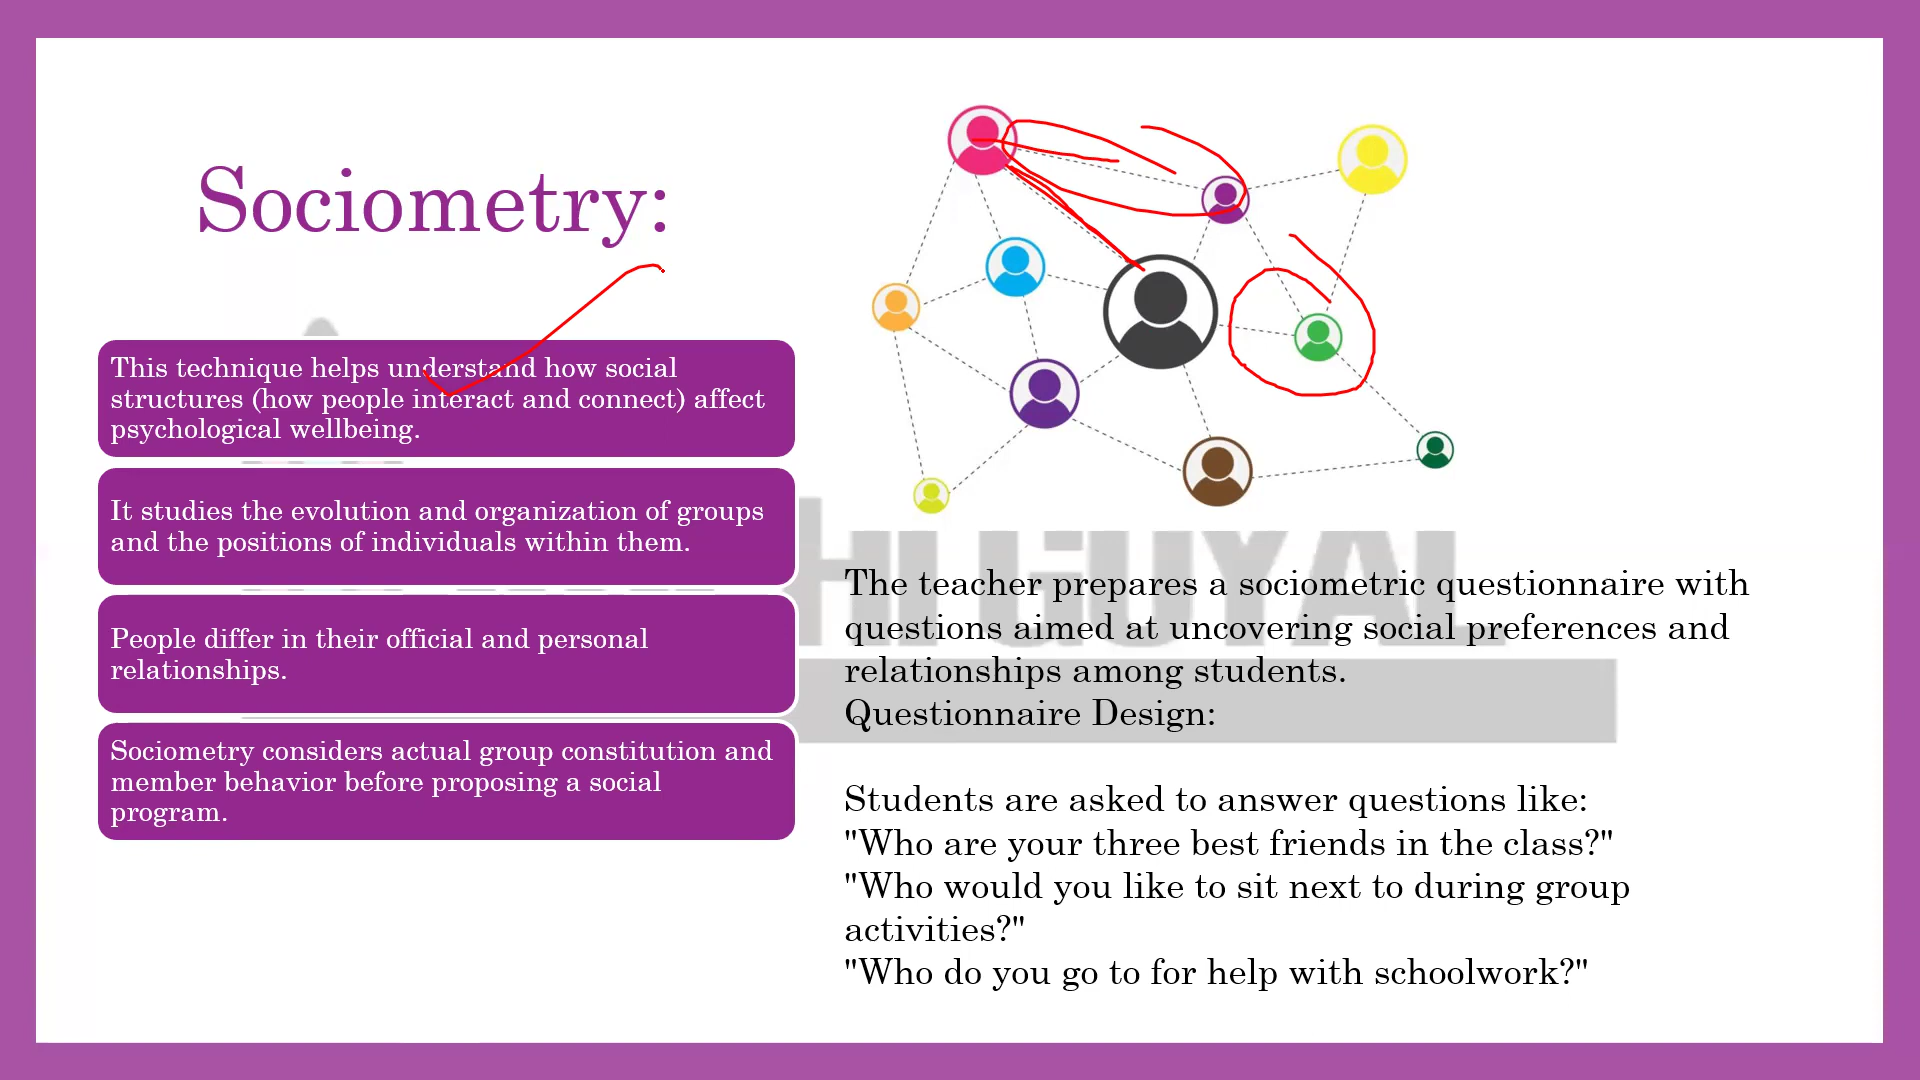 Sociometry:
This technique helps understand how social
structures (how people interact and connect) affect
psychological wellbeing.
It studies the evolution and organization of groups
and the positions of individuals within them.
People differ in their official and personal
relationships.
Sociometry considers actual group constitution and
member behavior before proposing a social
program.
The teacher prepares a sociometric questionnaire with
questions aimed at uncovering social preferences and
relationships among students.
Questionnaire Design:
Students are asked to answer questions like:
"Who are your three best friends in the class?"
"Who would you like to sit next to during group
activities?"
"Who do you go to for help with schoolwork?"